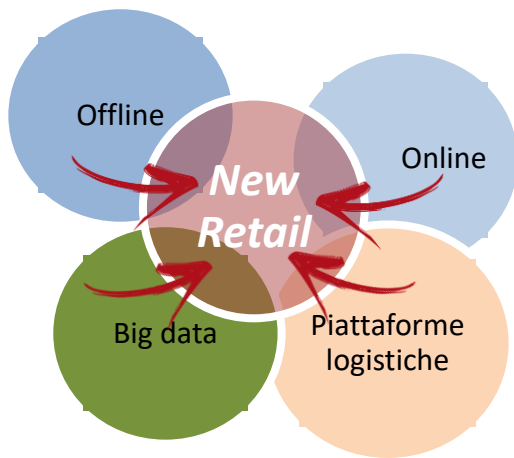 Offline
Online
New
Retail
Big data
Piattaforme
logistiche